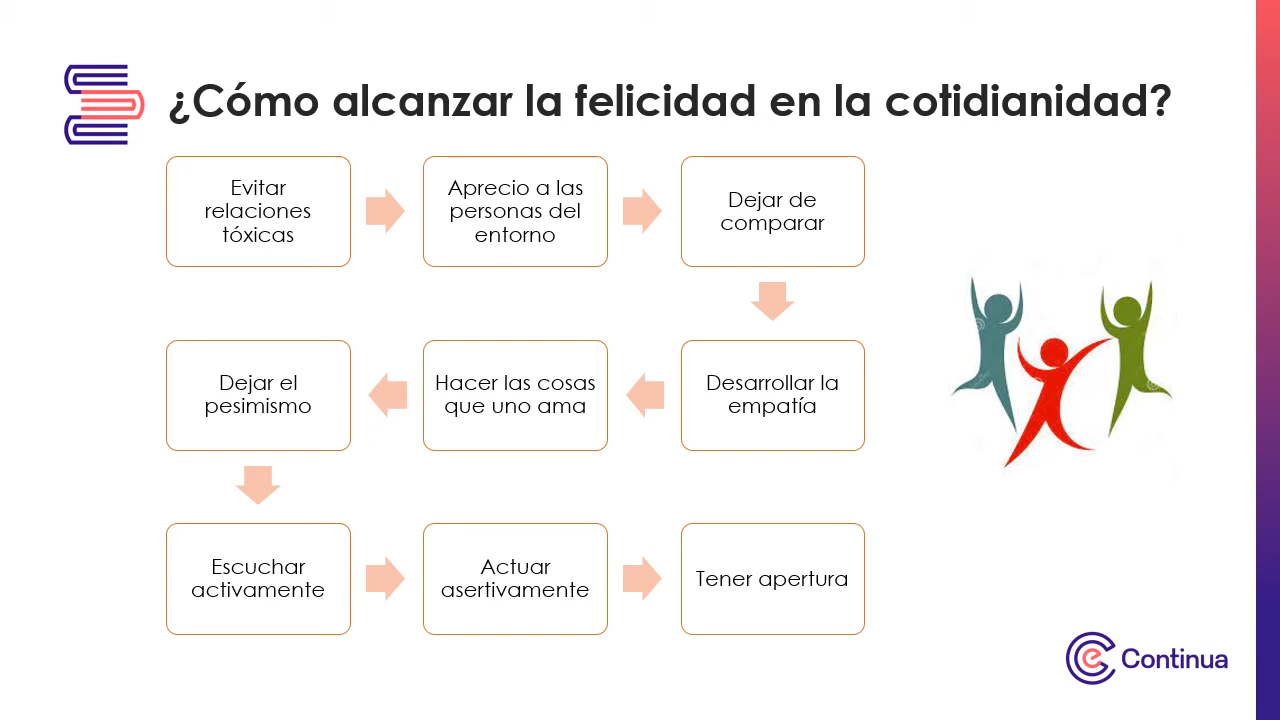 ¿Cómo alcanzar la felicidad en la cotidianidad?
Evitar
relaciones
tóxicas
Aprecio a las
personas del
entorno
Dejar de
comparar
Desarrollar la
empatía
Hacer las cosas
que uno ama
Dejar el
pesimismo
Escuchar
activamente
Actuar
asertivamente
Tener apertura
Continua